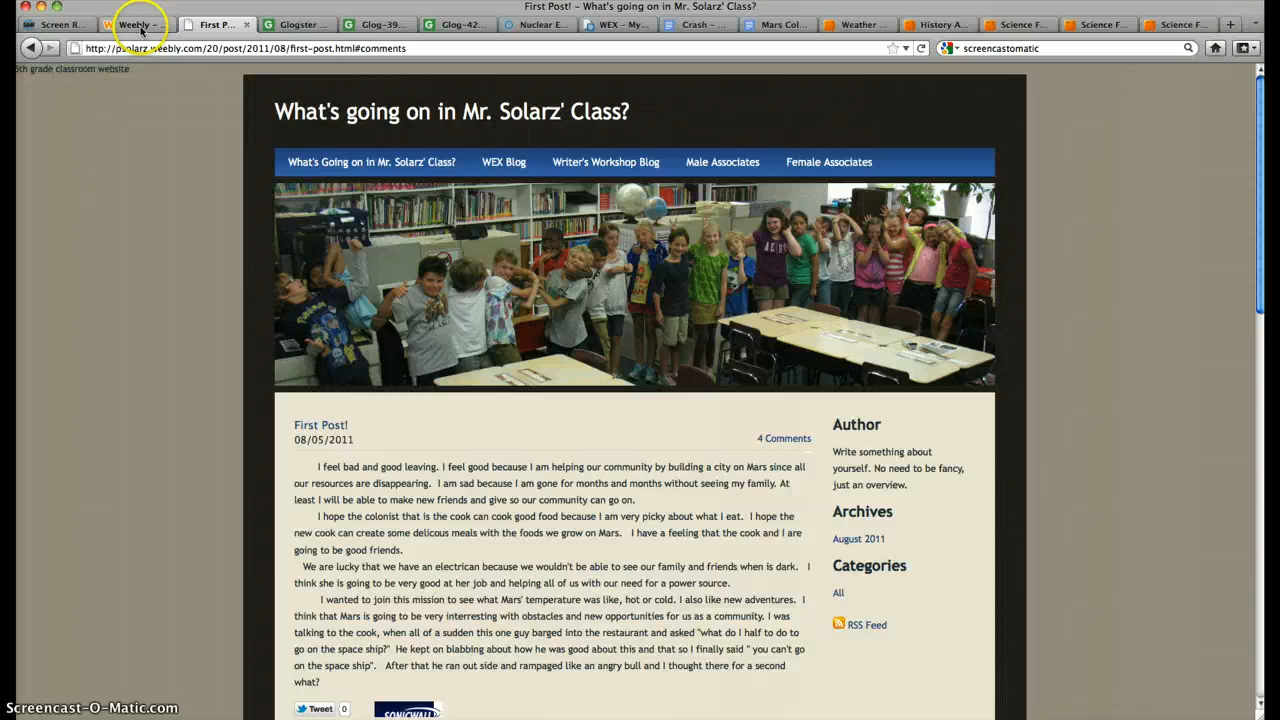 First Post! - What's going on in Mr. Solarz' Class?
Screen R...
Weebly - ...
First P...
Glogster ...
Glog-39...
Glog-42...
Nuclear E...
WEX - My...
Crash - ...
Mars Col...
Weather ...
History A...
Science F...
Science F...
Science F...
http://psolarz.weebly.com/20/post/2011/08/first-post.html#comments
screencastomatic
5th grade classroom website
What's going on in Mr. Solarz' Class?
What's Going on in Mr. Solarz' Class? WEX Blog Writer's Workshop Blog Male Associates Female Associates
First Post!
08/05/2011
4 Comments
I feel bad and good leaving. I feel good because I am helping our community by building a city on Mars since all
our resources are disappearing. I am sad because I am gone for months and months without seeing my family. At
least I will be able to make new friends and give so our community can go on.
I hope the colonist that is the cook can cook good food because I am very picky about what I eat. I hope the
new cook can create some delicous meals with the foods we grow on Mars. I have a feeling that the cook and I are
going to be good friends.
We are lucky that we have an electrican because we wouldn't be able to see our family and friends when is dark. I
think she is going to be very good at her job and helping all of us with our need for a power source.
I wanted to join this mission to see what Mars' temperature was like, hot or cold. I also like new adventures. I
think that Mars is going to be very interresting with obstacles and new opportunities for us as a community. I was
talking to the cook, when all of a sudden this one guy barged into the restaurant and asked "what do I half to do to
go on the space ship?" He kept on blabbing about how he was good about this and that so I finally said " you can't go
on the space ship". After that he ran out side and rampaged like an angry bull and I thought there for a second
what?
Tweet 0
SONICWALL
Author
Write something about
yourself. No need to be fancy,
just an overview.
Archives
August 2011
Categories
All
RSS Feed
Screencast-O-Matic.com